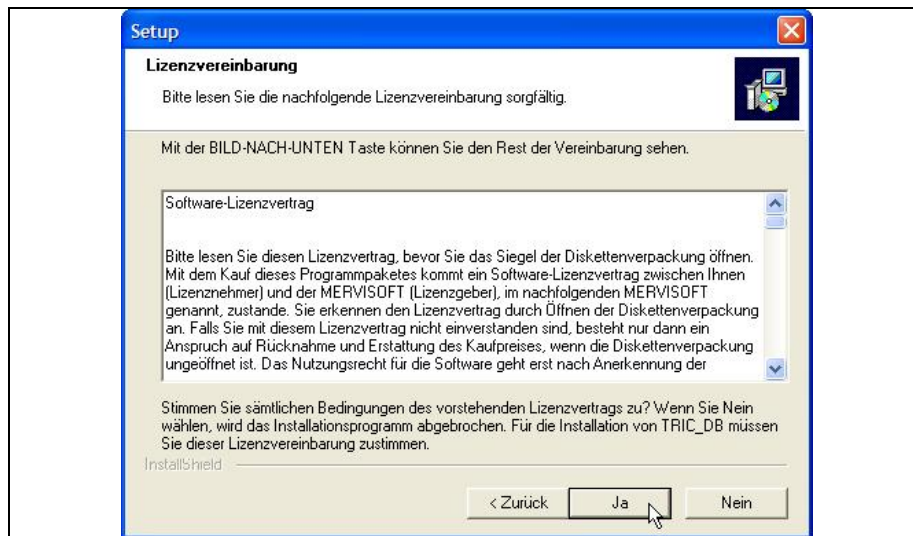 Setup
Lizenzvereinbarung
Bitte lesen Sie die nachfolgende Lizenzvereinbarung sorgfältig.
Mit der BILD-NACH-UNTEN Taste können Sie den Rest der Vereinbarung sehen.
Software-Lizenzvertrag
Bitte lesen Sie diesen Lizenzvertrag, bevor Sie das Siegel der Diskettenverpackung öffnen.
Mit dem Kauf dieses Programmpaketes kommt ein Software-Lizenzvertrag zwischen Ihnen
(Lizenznehmer) und der MERVISOFT (Lizenzgeber), im nachfolgenden MERVISOFT
genannt, zustande. Sie erkennen den Lizenzvertrag durch Öffnen der Diskettenverpackung
an. Falls Sie mit diesem Lizenzvertrag nicht einverstanden sind, besteht nur dann ein
Anspruch auf Rücknahme und Erstattung des Kaufpreises, wenn die Diskettenverpackung
ungeöffnet ist. Das Nutzungsrecht für die Software geht erst nach Anerkennung der
Stimmen Sie sämtlichen Bedingungen des vorstehenden Lizenzvertrags zu? Wenn Sie Nein
wählen, wird das Installationsprogramm abgebrochen. Für die Installation von TRIC_DB müssen
Sie dieser Lizenzvereinbarung zustimmen.
InstallShield
< Zurück
Ja
Nein